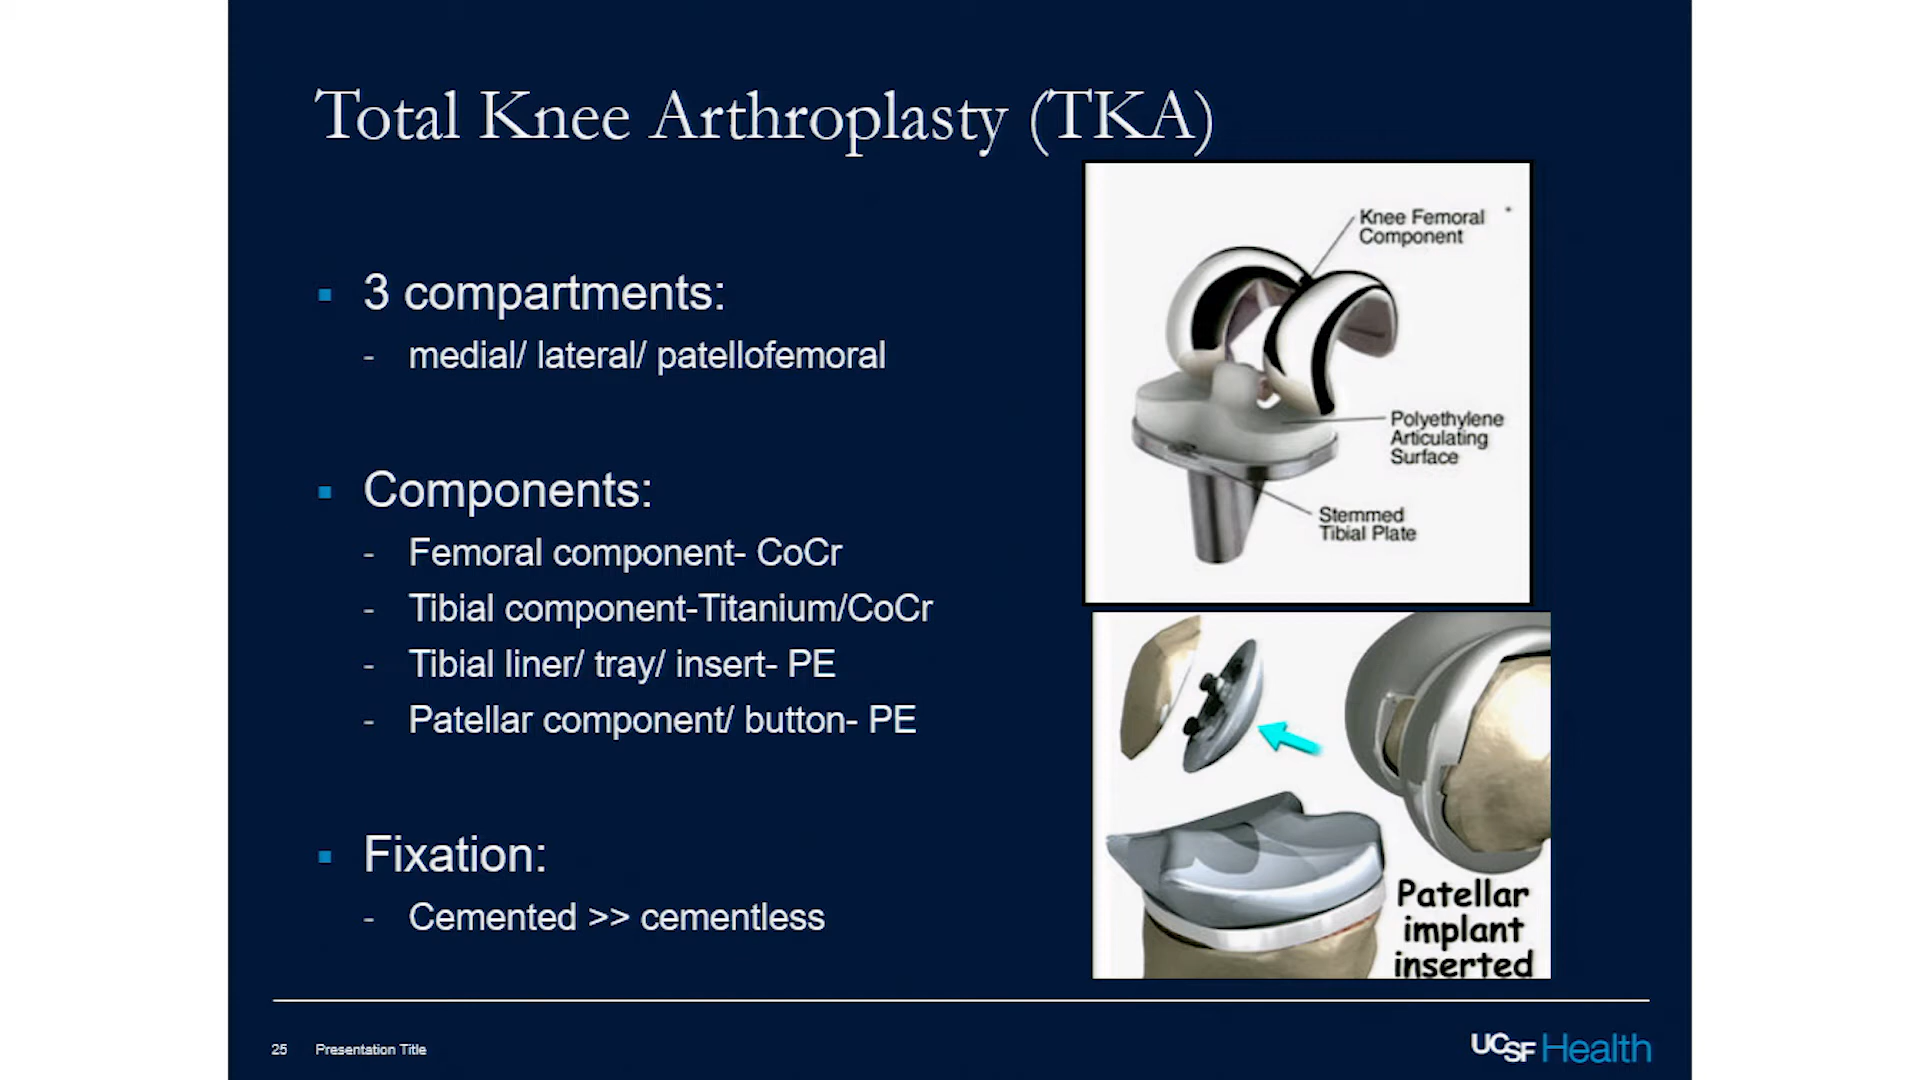 Total Knee Arthroplasty (TKA)
3 compartments:
- medial/ lateral/ patellofemoral
Components:
- Femoral component- CoCr
- Tibial component-Titanium/CoCr
- Tibial liner/ tray/ insert- PE
- Patellar component/ button- PE
Fixation:
- Cemented >> cementless
Knee Femoral
Component
Polyethylene
Articulating
Surface
Stemmed
Tibial Plate
Patellar
implant
inserted
25 Presentation Title
UCSF Health